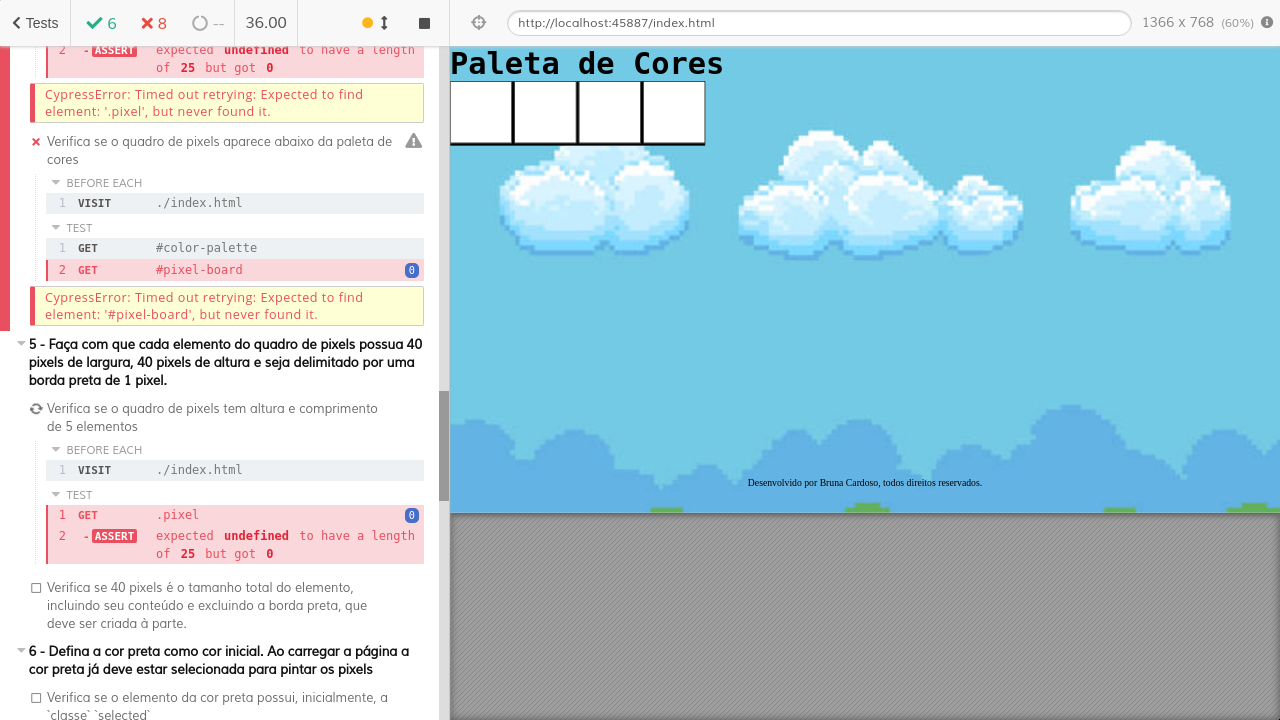 Tests
6
8
--
36.00
http://localhost:45887/index.html
1366 x 768 (60%)
2 - ASSERT expected undefined to have a length
of 25 but got 0
CypressError: Timed out retrying: Expected to find
element: '.pixel', but never found it.
Verifica se o quadro de pixels aparece abaixo da paleta de
cores
BEFORE EACH
1 VISIT ./index.html
TEST
1 GET #color-palette
2 GET #pixel-board 0
CypressError: Timed out retrying: Expected to find
element: '#pixel-board', but never found it.
5 - Faça com que cada elemento do quadro de pixels possua 40
pixels de largura, 40 pixels de altura e seja delimitado por uma
borda preta de 1 pixel.
Verifica se o quadro de pixels tem altura e comprimento
de 5 elementos
BEFORE EACH
1 VISIT ./index.html
TEST
1 GET .pixel 0
2 - ASSERT expected undefined to have a length
of 25 but got 0
Verifica se 40 pixels é o tamanho total do elemento,
incluindo seu conteúdo e excluindo a borda preta, que
deve ser criada à parte.
6 - Defina a cor preta como cor inicial. Ao carregar a página a
cor preta já deve estar selecionada para pintar os pixels
Verifica se o elemento da cor preta possui, inicialmente, a
`classe` `selected`
Paleta de Cores
Desenvolvido por Bruna Cardoso, todos direitos reservados.